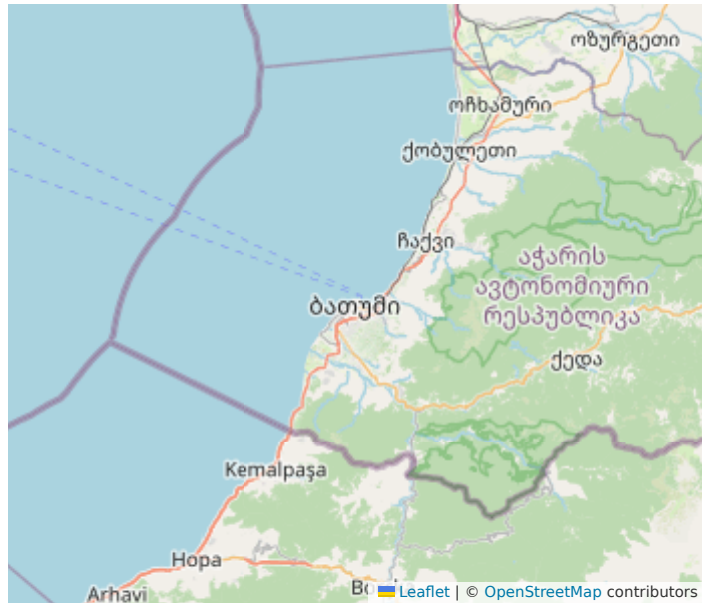 ოზურგეთი
ოჩხამური
ქობულეთი
ჩაქვი
აჭარის
ავტონომიური
რესპუბლიკა
ბათუმი
ქედა
Kemalpaşa
Hopa
Arhavi
Leaflet | © OpenStreetMap contributors